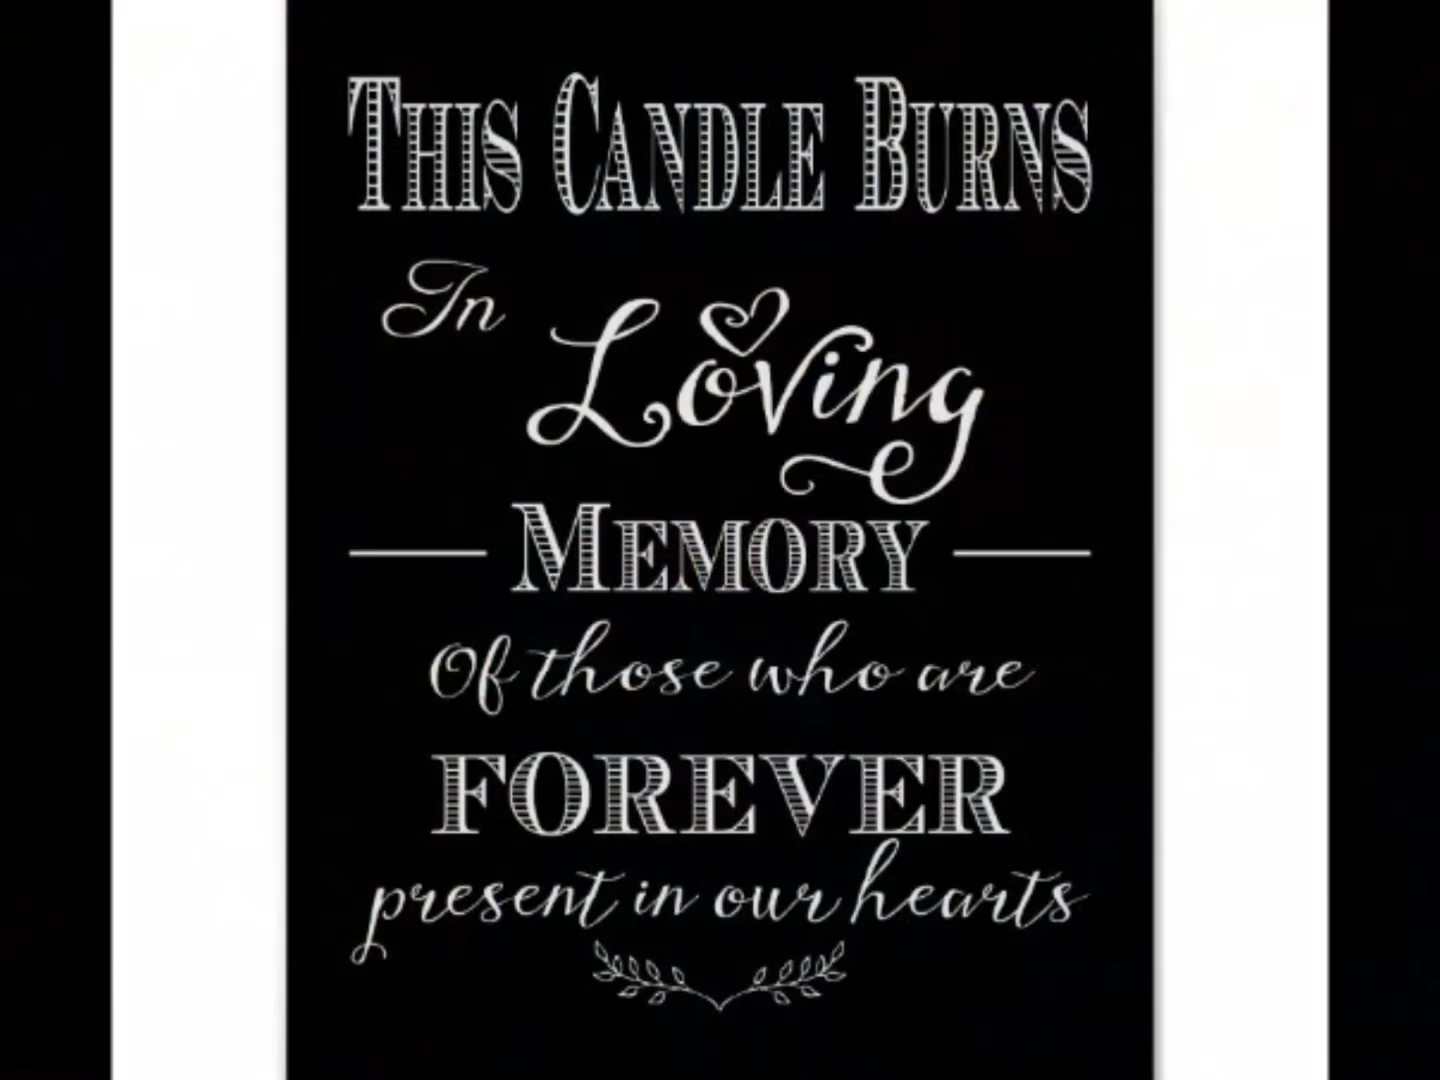 This Candle Burns
In
Loving
Memory
Of those who are
FOREVER
present in our hearts